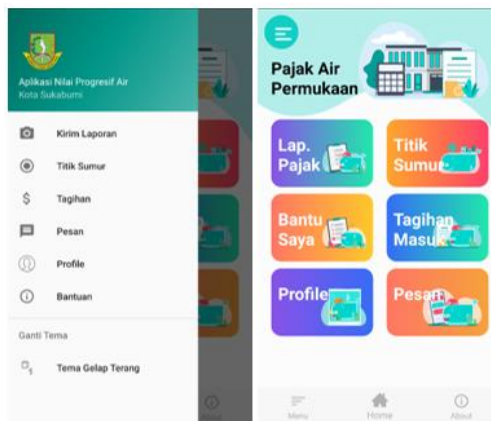 Aplikasi Nilai Progresif Air
Kota Sukabumi
Kirim Laporan
Titik Sumur
Tagihan
Pesan
Profile
Bantuan
Ganti Tema
Tema Gelap Terang
About
Pajak Air
Permukaan
Lap.
Pajak
Titik
Sumur
Bantu
Saya
Tagihan
Masuk
Profile
Pesan
Menu
Home
About